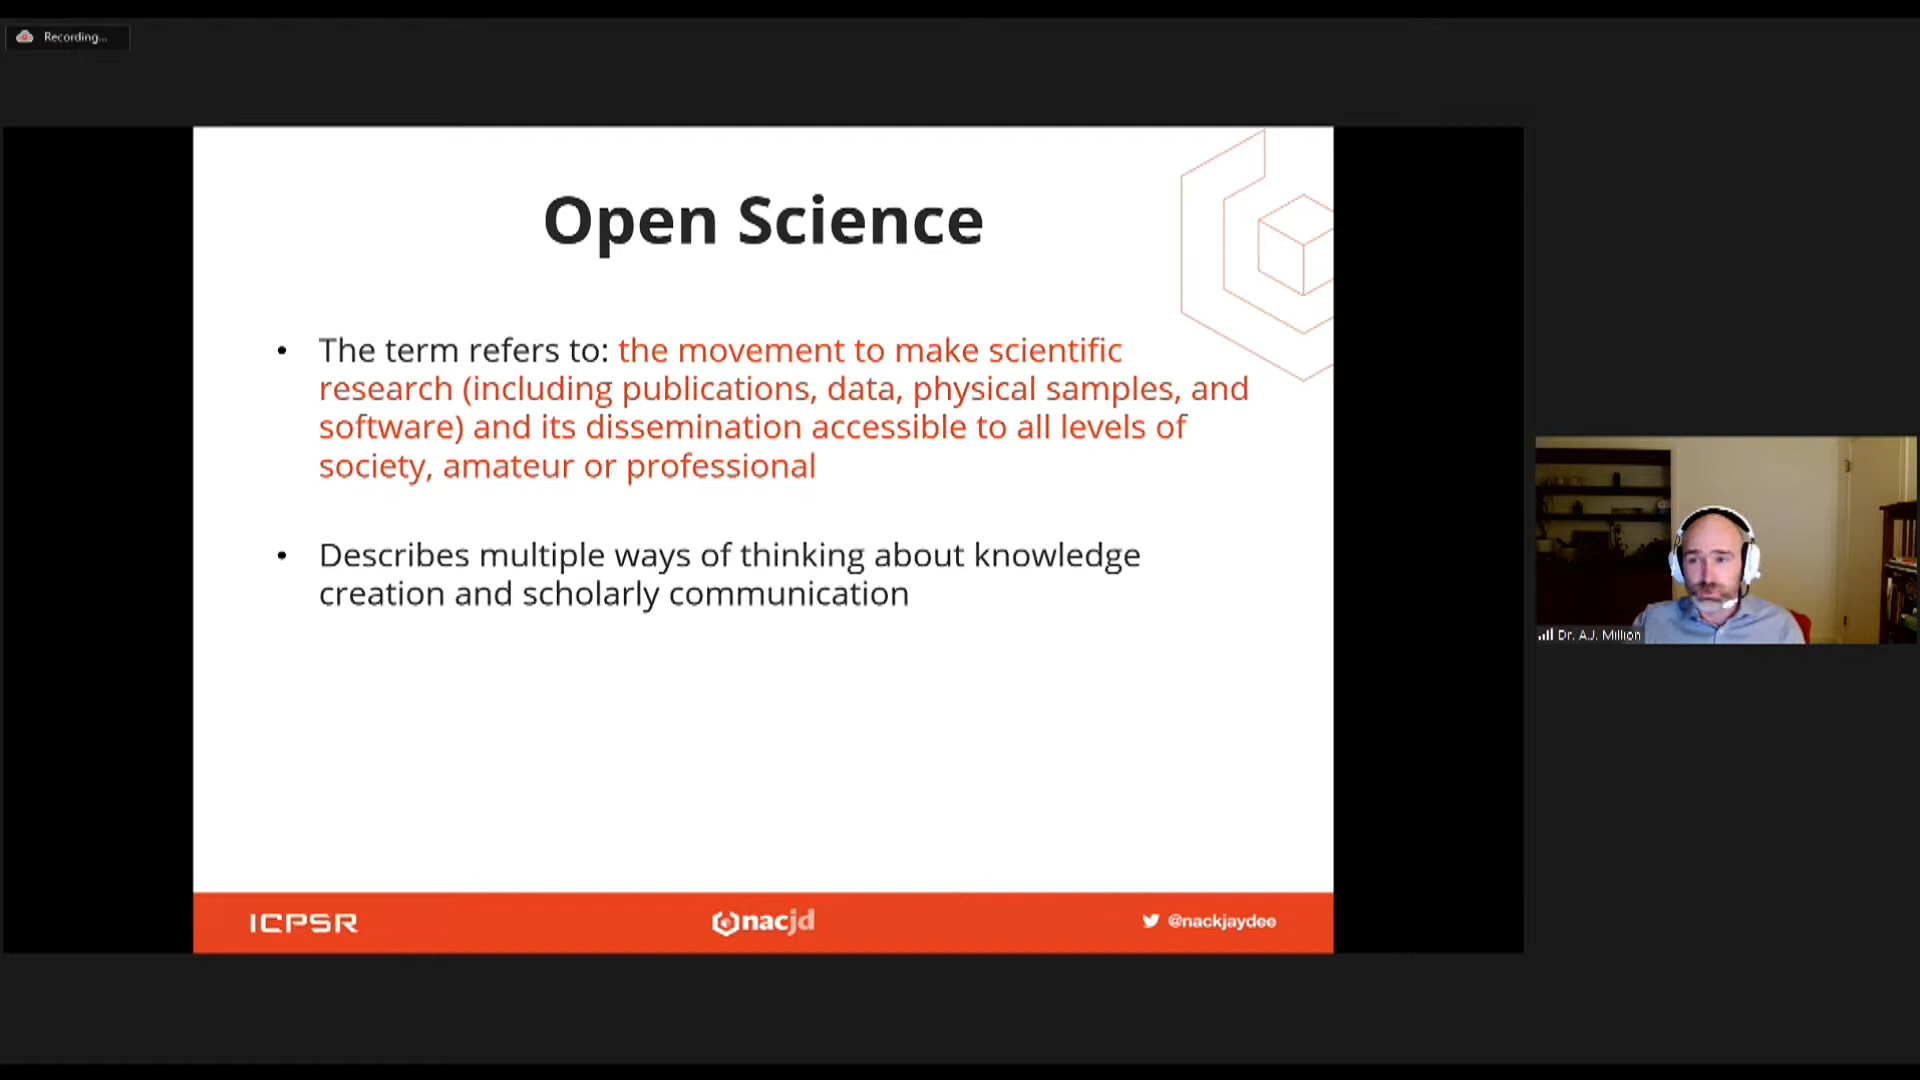 Recording...
Open Science
• The term refers to: the movement to make scientific
research (including publications, data, physical samples, and
software) and its dissemination accessible to all levels of
society, amateur or professional
• Describes multiple ways of thinking about knowledge
creation and scholarly communication
Dr. A.J. Million
ICPSR
nacjd
@nackjaydee